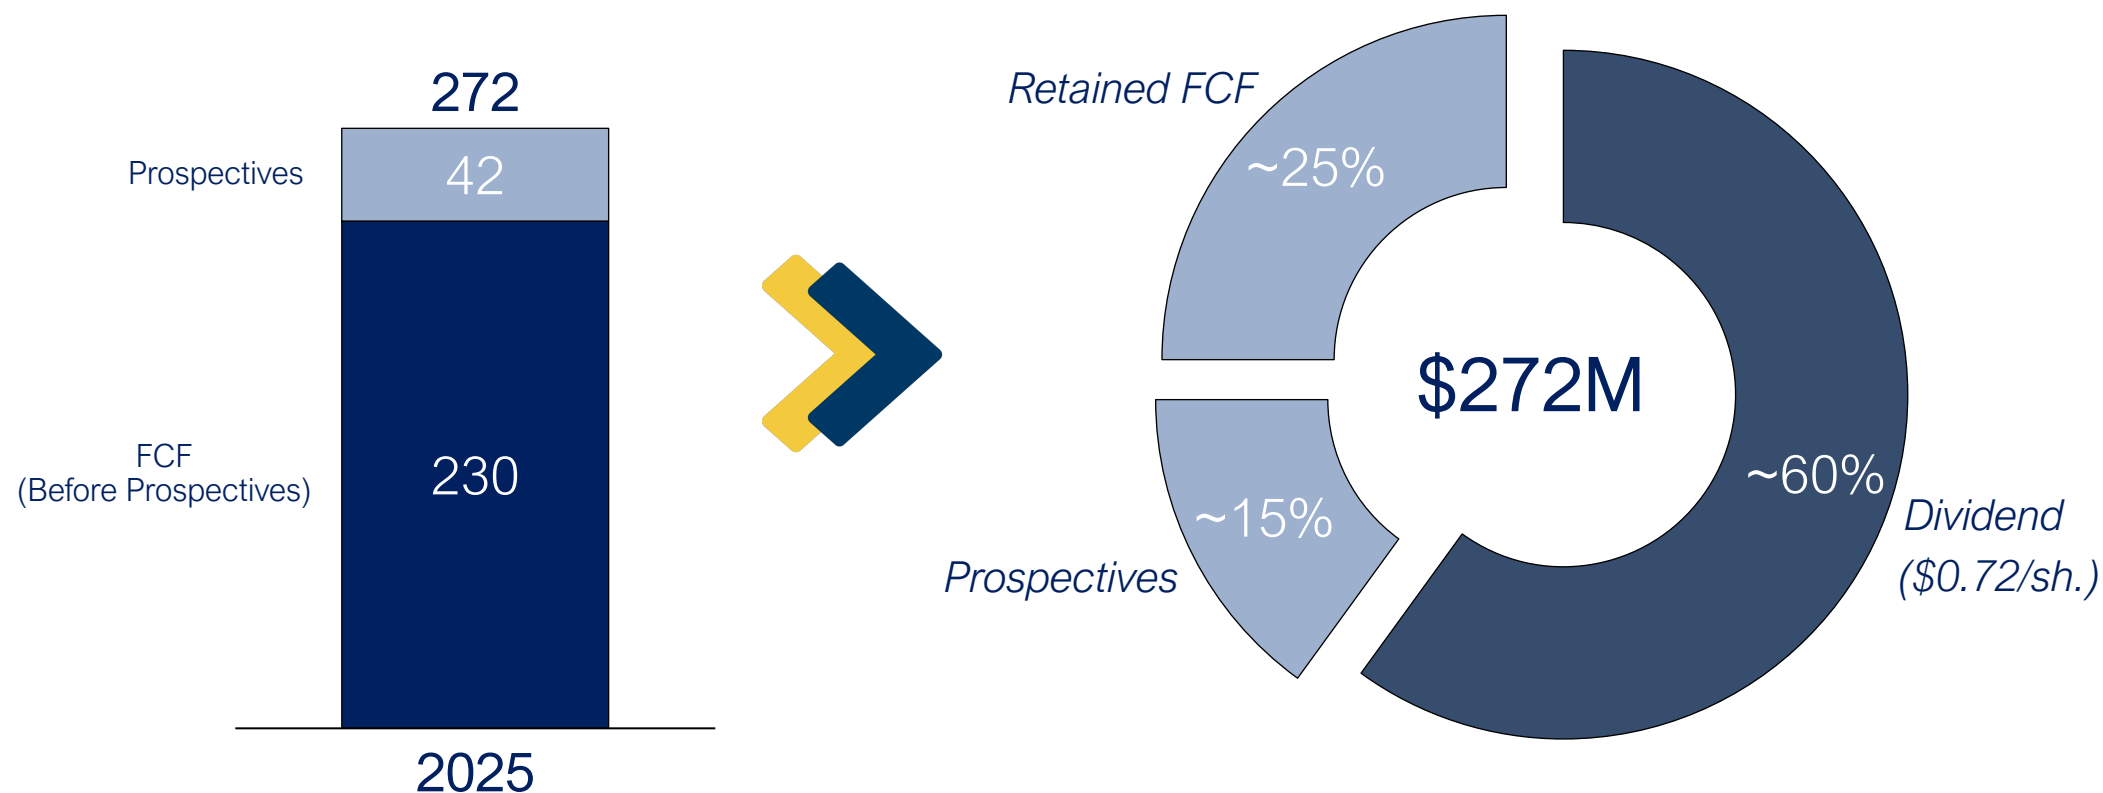 272
Prospectives
42
FCF
(Before Prospectives)
230
2025
Retained FCF
~25%
$272M
~60%
Dividend
($0.72/sh.)
~15%
Prospectives